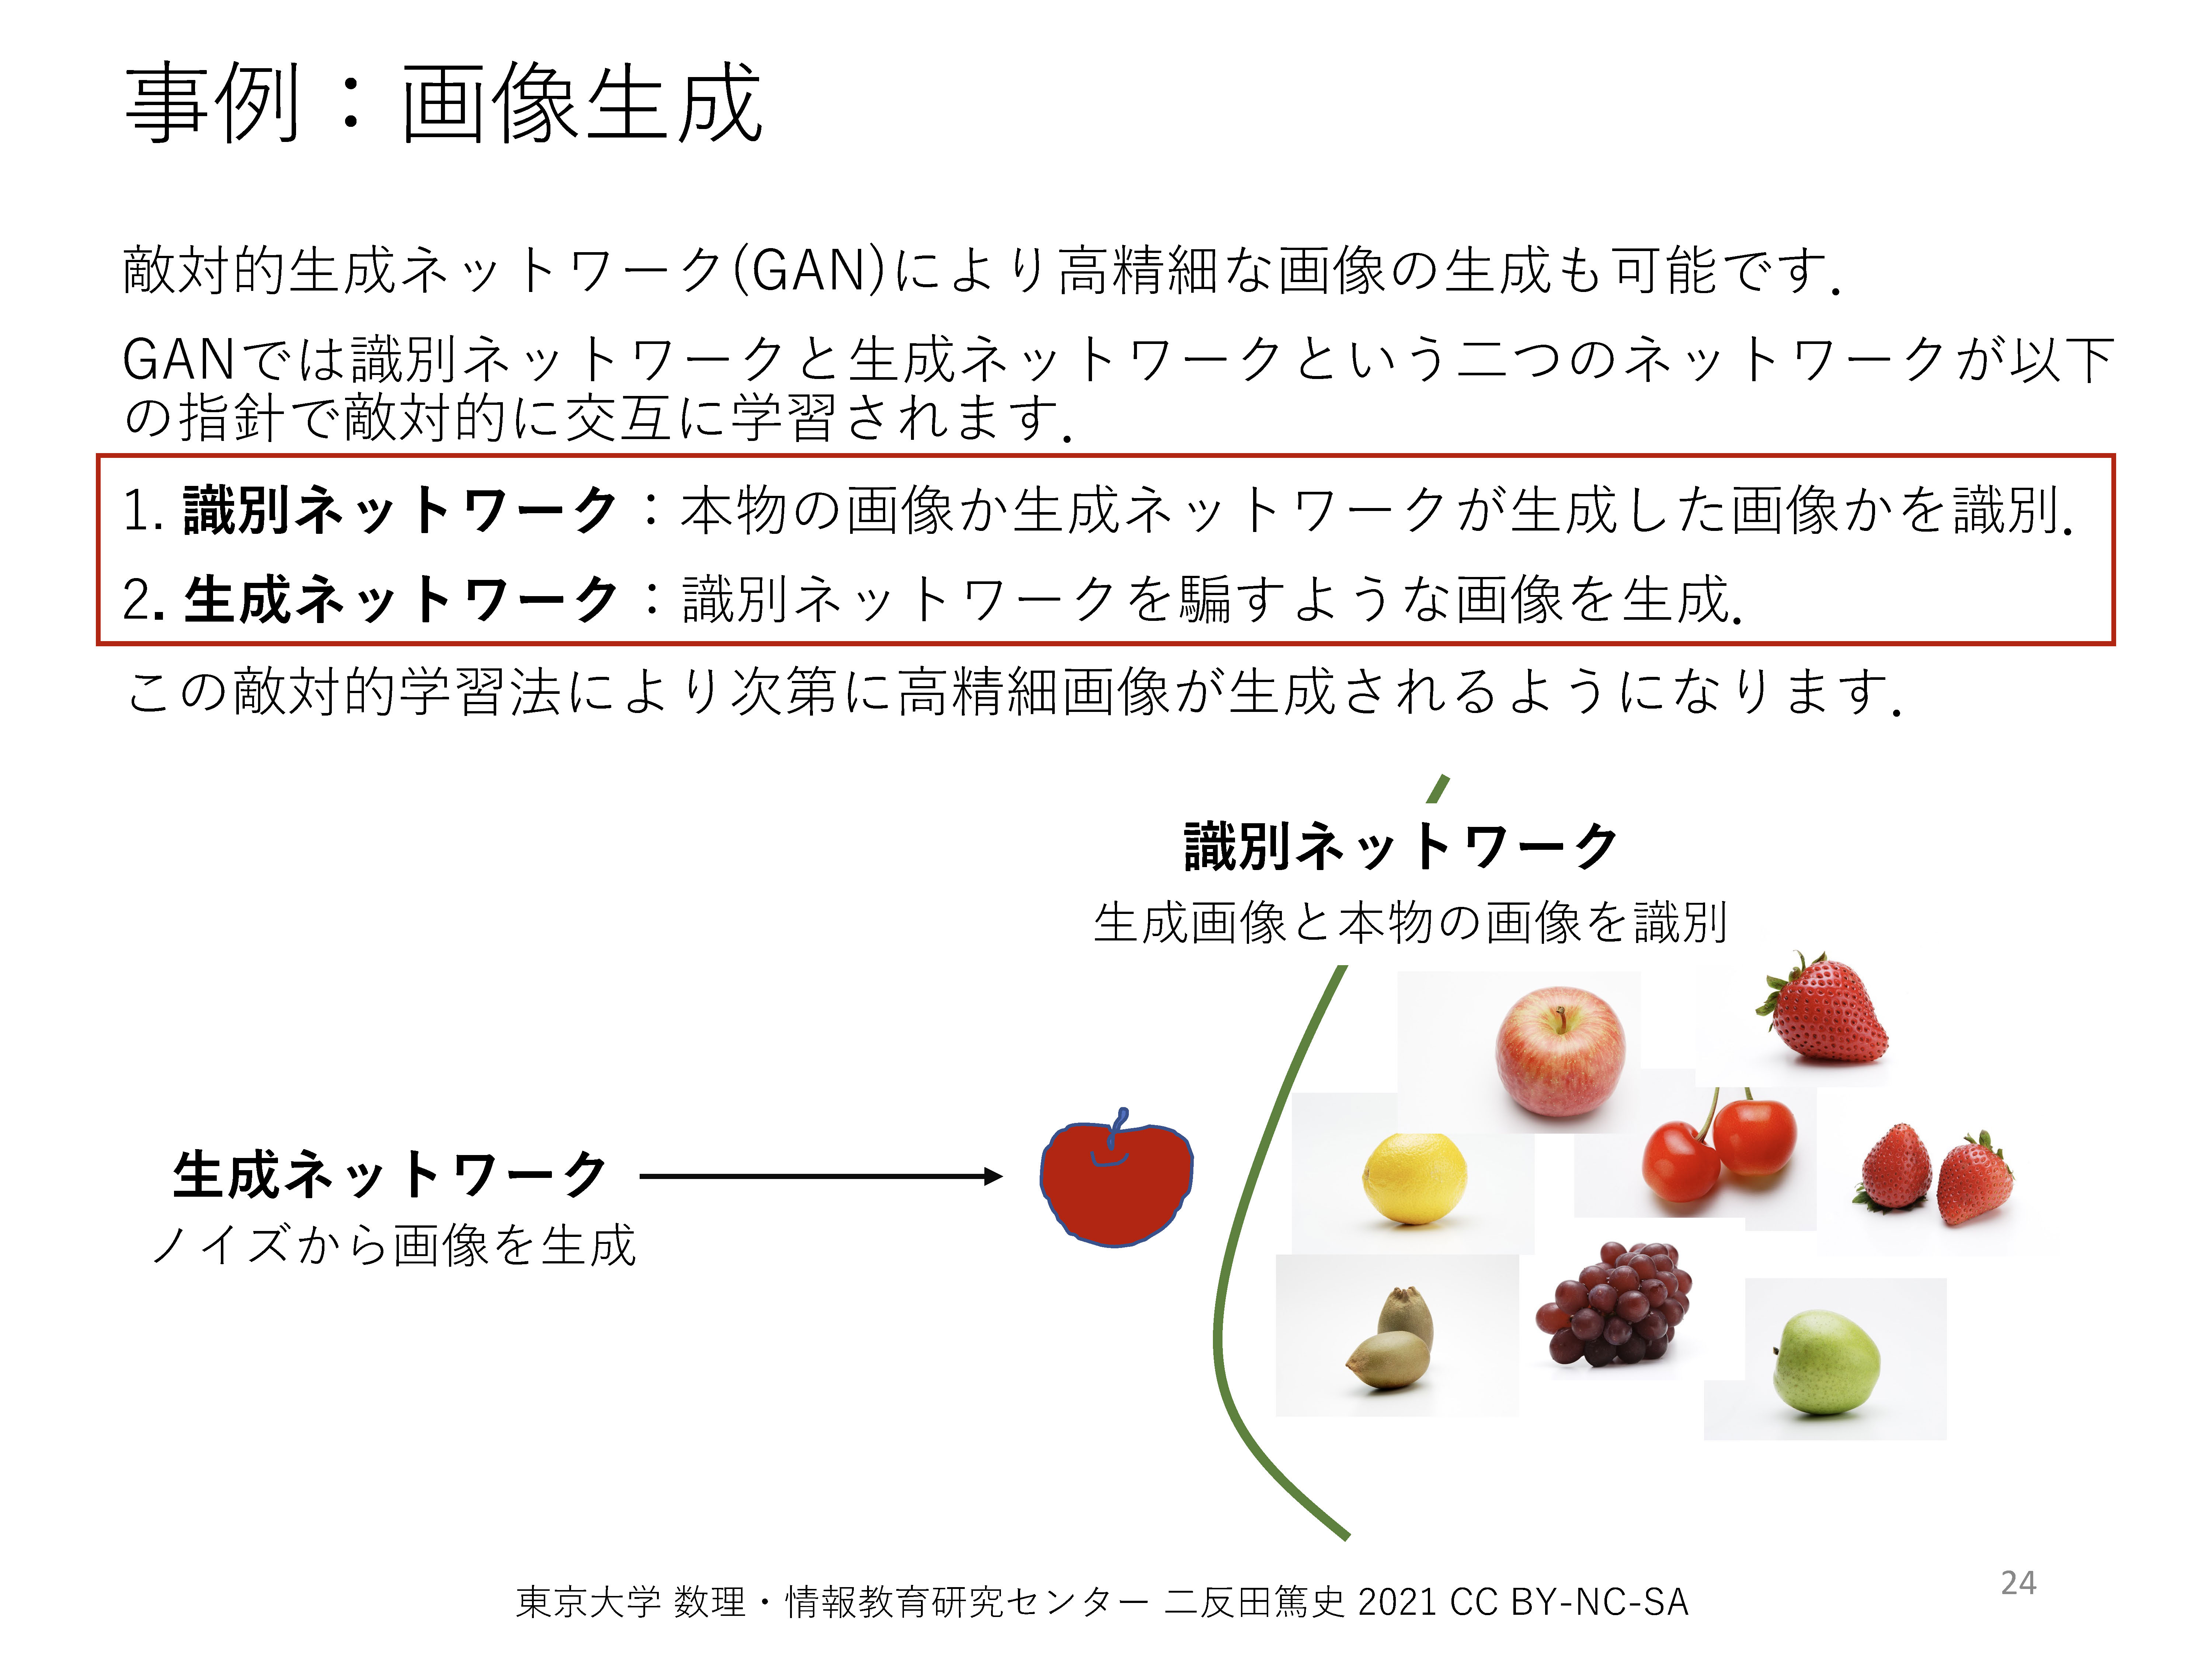 事例：画像生成
敵対的生成ネットワーク(GAN)により高精細な画像の生成も可能です．
GANでは識別ネットワークと生成ネットワークという二つのネットワークが以下
の指針で敵対的に交互に学習されます．
1. 識別ネットワーク：本物の画像か生成ネットワークが生成した画像かを識別．
2. 生成ネットワーク：識別ネットワークを騙すような画像を生成．
この敵対的学習法により次第に高精細画像が生成されるようになります．
識別ネットワーク
生成画像と本物の画像を識別
生成ネットワーク
ノイズから画像を生成
東京大学 数理・情報教育研究センター 二反田篤史 2021 CC BY-NC-SA
24